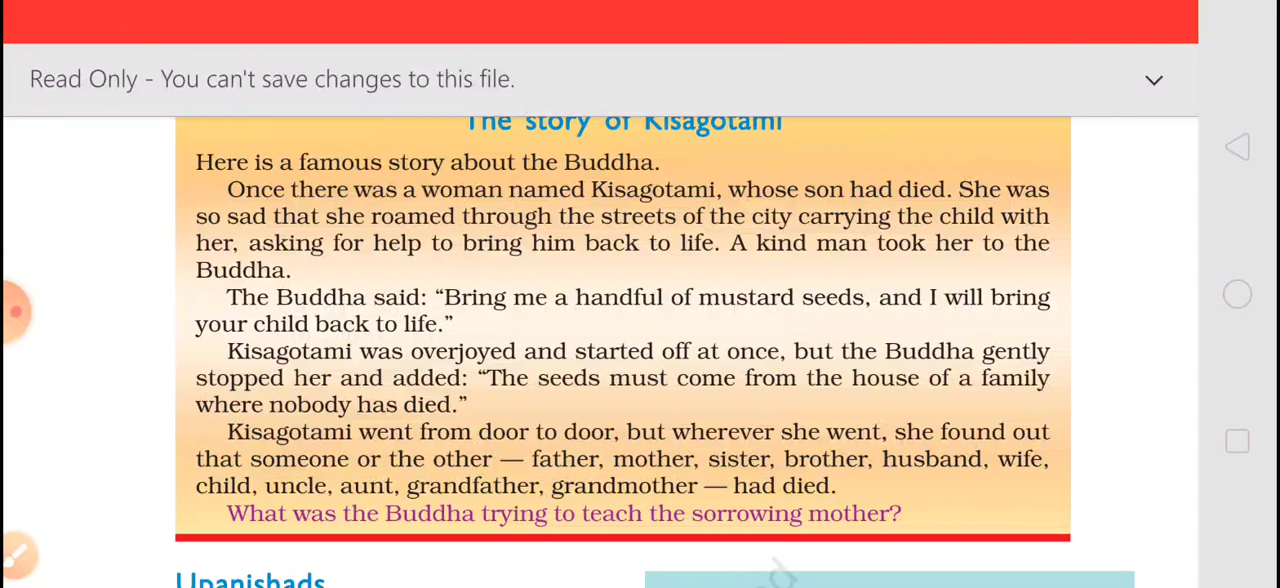 Read Only - You can't save changes to this file.
The story of Kisagotami
Here is a famous story about the Buddha.
Once there was a woman named Kisagotami, whose son had died. She was
so sad that she roamed through the streets of the city carrying the child with
her, asking for help to bring him back to life. A kind man took her to the
Buddha.
The Buddha said: “Bring me a handful of mustard seeds, and I will bring
your child back to life.”
Kisagotami was overjoyed and started off at once, but the Buddha gently
stopped her and added: “The seeds must come from the house of a family
where nobody has died.”
Kisagotami went from door to door, but wherever she went, she found out
that someone or the other — father, mother, sister, brother, husband, wife,
child, uncle, aunt, grandfather, grandmother — had died.
What was the Buddha trying to teach the sorrowing mother?
Upanishads